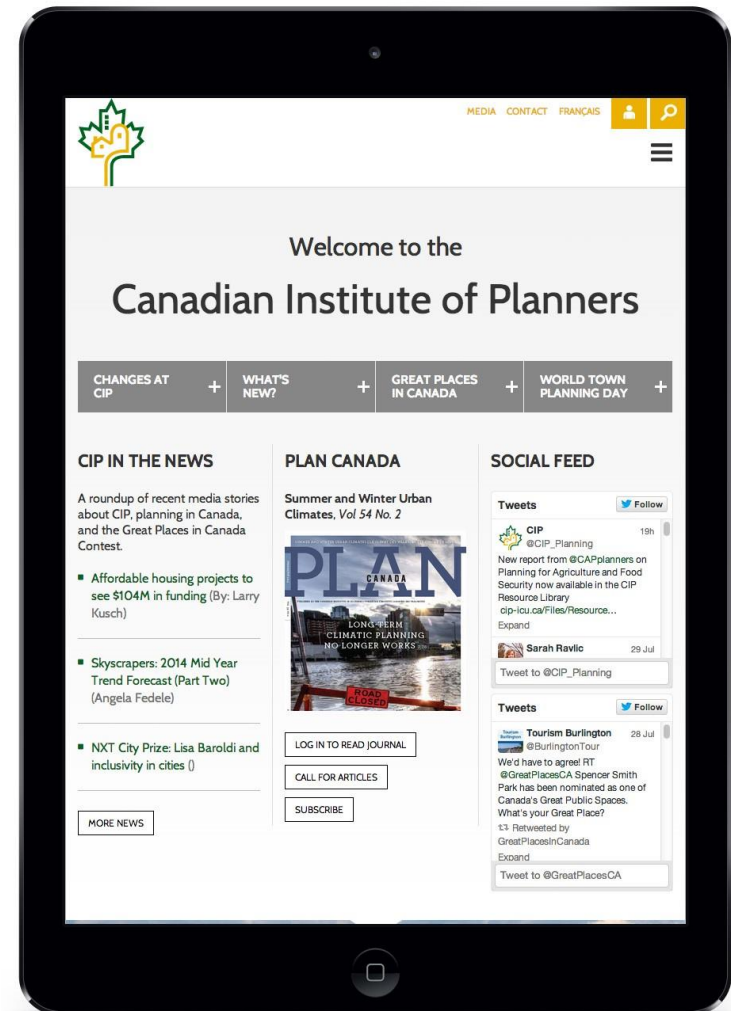 MEDIA CONTACT FRANÇAIS
Welcome to the
Canadian Institute of Planners
CHANGES AT
CIP
WHAT'S
NEW?
GREAT PLACES
IN CANADA
WORLD TOWN
PLANNING DAY
CIP IN THE NEWS
A roundup of recent media stories
about CIP, planning in Canada,
and the Great Places in Canada
Contest.
Affordable housing projects to
see $104M in funding (By: Larry
Kusch)
Skyscrapers: 2014 Mid Year
Trend Forecast (Part Two)
(Angela Fedele)
NXT City Prize: Lisa Baroldi and
inclusivity in cities ()
MORE NEWS
PLAN CANADA
Summer and Winter Urban
Climates, Vol 54 No. 2
PLAN
CANADA
LONG-TERM
CLIMATIC PLANNING
NO LONGER WORKS
ROAD
CLOSED
LOG IN TO READ JOURNAL
CALL FOR ARTICLES
SUBSCRIBE
SOCIAL FEED
Tweets Follow
CIP 19h
@CIP_Planning
New report from @CAPplanners on
Planning for Agriculture and Food
Security now available in the CIP
Resource Library
cip-icu.ca/Files/Resource…
Expand
Sarah Ravlic 29 Jul
Tweet to @CIP_Planning
Tweets Follow
Tourism Burlington 28 Jul
@BurlingtonTour
We'd have to agree! RT
@GreatPlacesCA Spencer Smith
Park has been nominated as one of
Canada's Great Public Spaces.
What's your Great Place?
Retweeted by
GreatPlacesInCanada
Expand
Tweet to @GreatPlacesCA